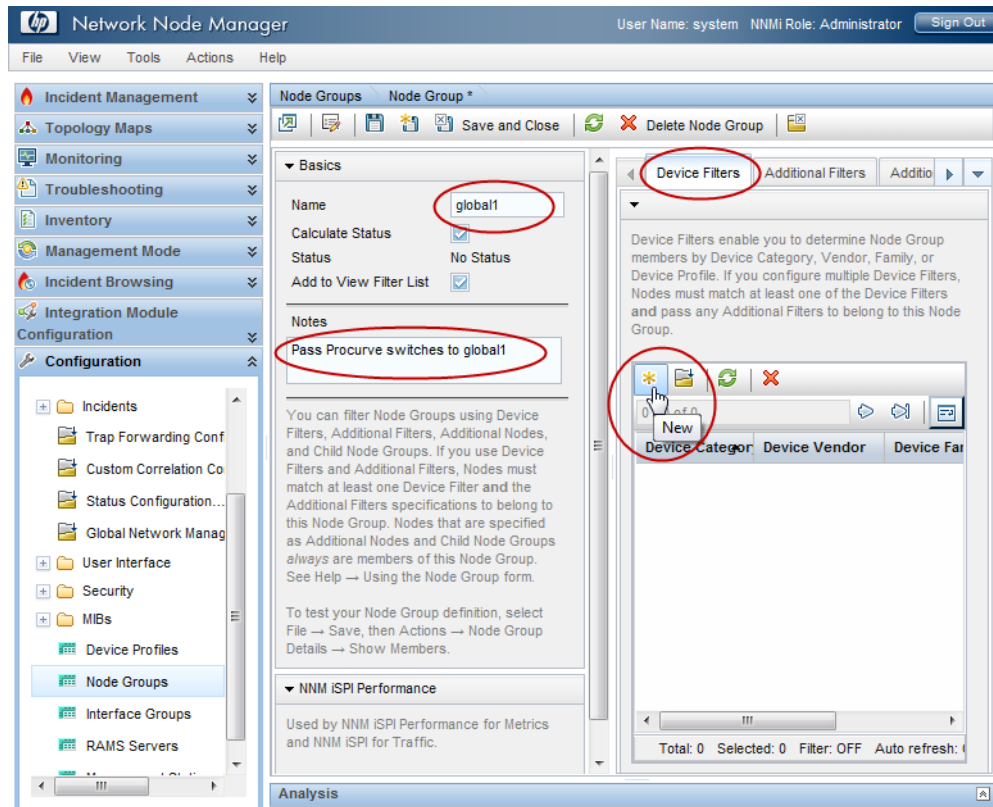 hp Network Node Manager
User Name: system NNMi Role: Administrator Sign Out
File View Tools Actions Help
Incident Management
Topology Maps
Monitoring
Troubleshooting
Inventory
Management Mode
Incident Browsing
Integration Module
Configuration
Configuration
Incidents
Trap Forwarding Confi
Custom Correlation Co
Status Configuration...
Global Network Manag
User Interface
Security
MIBs
Device Profiles
Node Groups
Interface Groups
RAMS Servers
Node Groups Node Group *
Save and Close Delete Node Group
Basics
Name global1
Calculate Status
Status No Status
Add to View Filter List
Notes
Pass Procurve switches to global1
You can filter Node Groups using Device
Filters, Additional Filters, Additional Nodes,
and Child Node Groups. If you use Device
Filters and Additional Filters, Nodes must
match at least one Device Filter and the
Additional Filters specifications to belong to
this Node Group. Nodes that are specified
as Additional Nodes and Child Node Groups
always are members of this Node Group.
See Help → Using the Node Group form.
To test your Node Group definition, select
File → Save, then Actions → Node Group
Details → Show Members.
NNM iSPI Performance
Used by NNM iSPI Performance for Metrics
and NNM iSPI for Traffic.
Device Filters Additional Filters Additio
Device Filters enable you to determine Node Group
members by Device Category, Vendor, Family, or
Device Profile. If you configure multiple Device Filters,
Nodes must match at least one of the Device Filters
and pass any Additional Filters to belong to this Node
Group.
New
Device Categor Device Vendor Device Far
Total: 0 Selected: 0 Filter: OFF Auto refresh:
Analysis